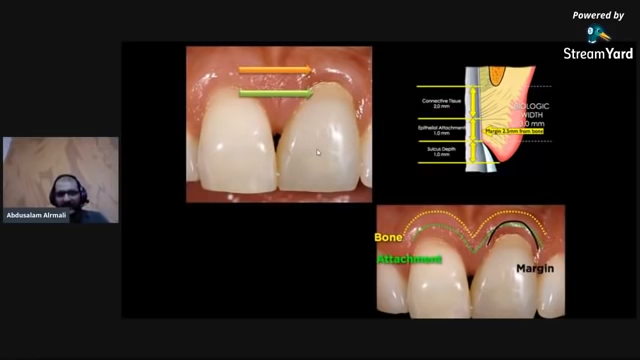 Powered by
StreamYard
Connective Tissue
2.0 mm
BIOLOGIC
WIDTH
Epithelial Attachment
1.0 mm
Margin 2.5mm from bone
Sulcus Depth
1.0 mm
Abdusalam Alrmali
Bone
Attachment
Margin